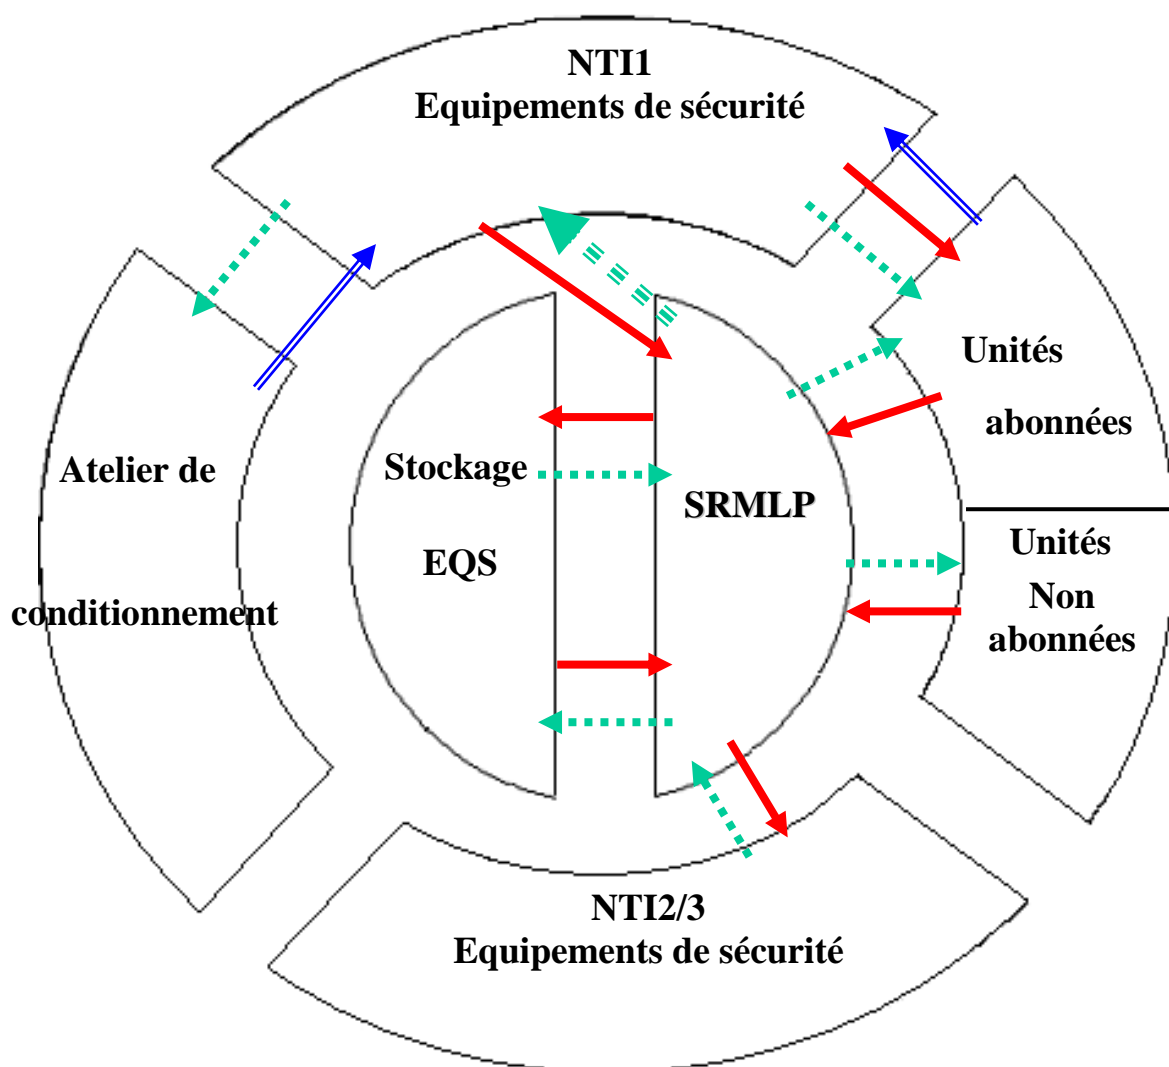 NTI1
Equipements de sécurité
Unités
abonnées
Atelier de
conditionnement
Stockage
EQS
SRMLP
Unités
Non
abonnées
NTI2/3
Equipements de sécurité